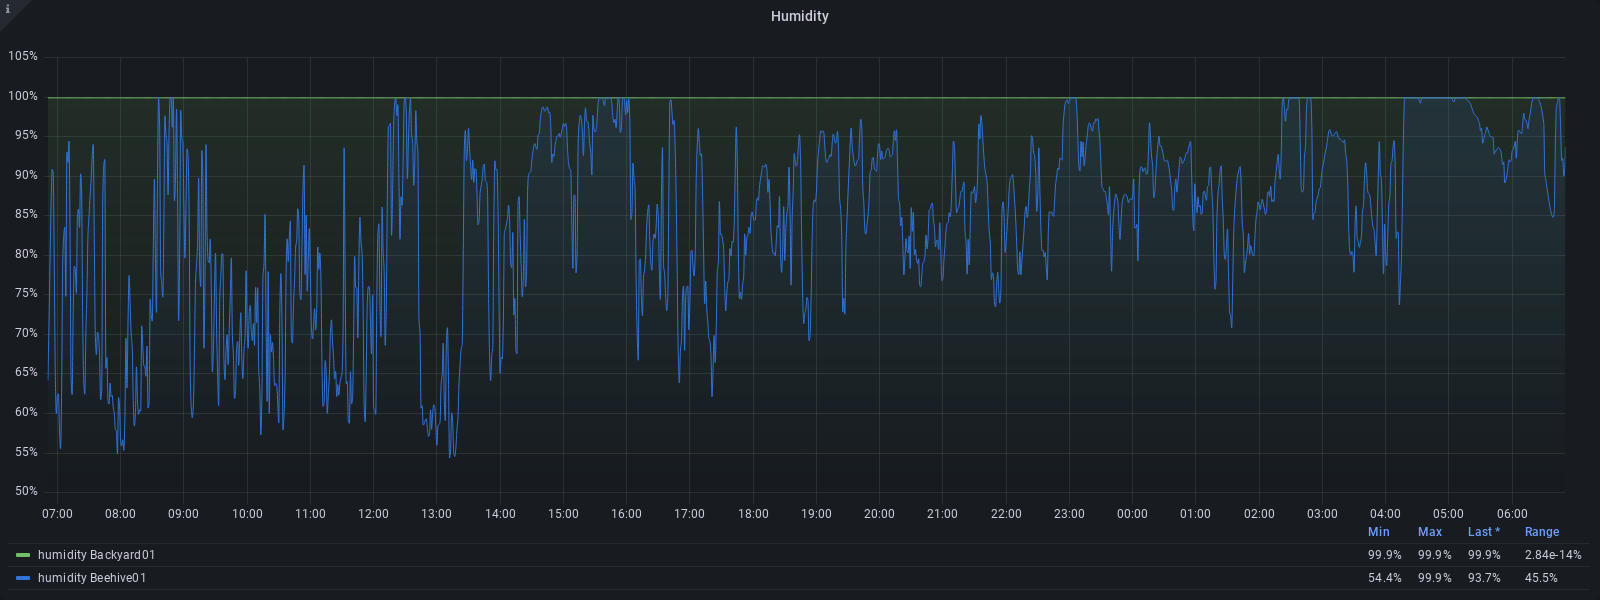 i
Humidity
105%
100%
95%
90%
85%
80%
75%
70%
65%
60%
55%
50%
07:00 08:00 09:00 10:00 11:00 12:00 13:00 14:00 15:00 16:00 17:00 18:00 19:00 20:00 21:00 22:00 23:00 00:00 01:00 02:00 03:00 04:00 05:00 06:00
Min Max Last * Range
humidity Backyard01 99.9% 99.9% 99.9% 2.84e-14%
humidity Beehive01 54.4% 99.9% 93.7% 45.5%